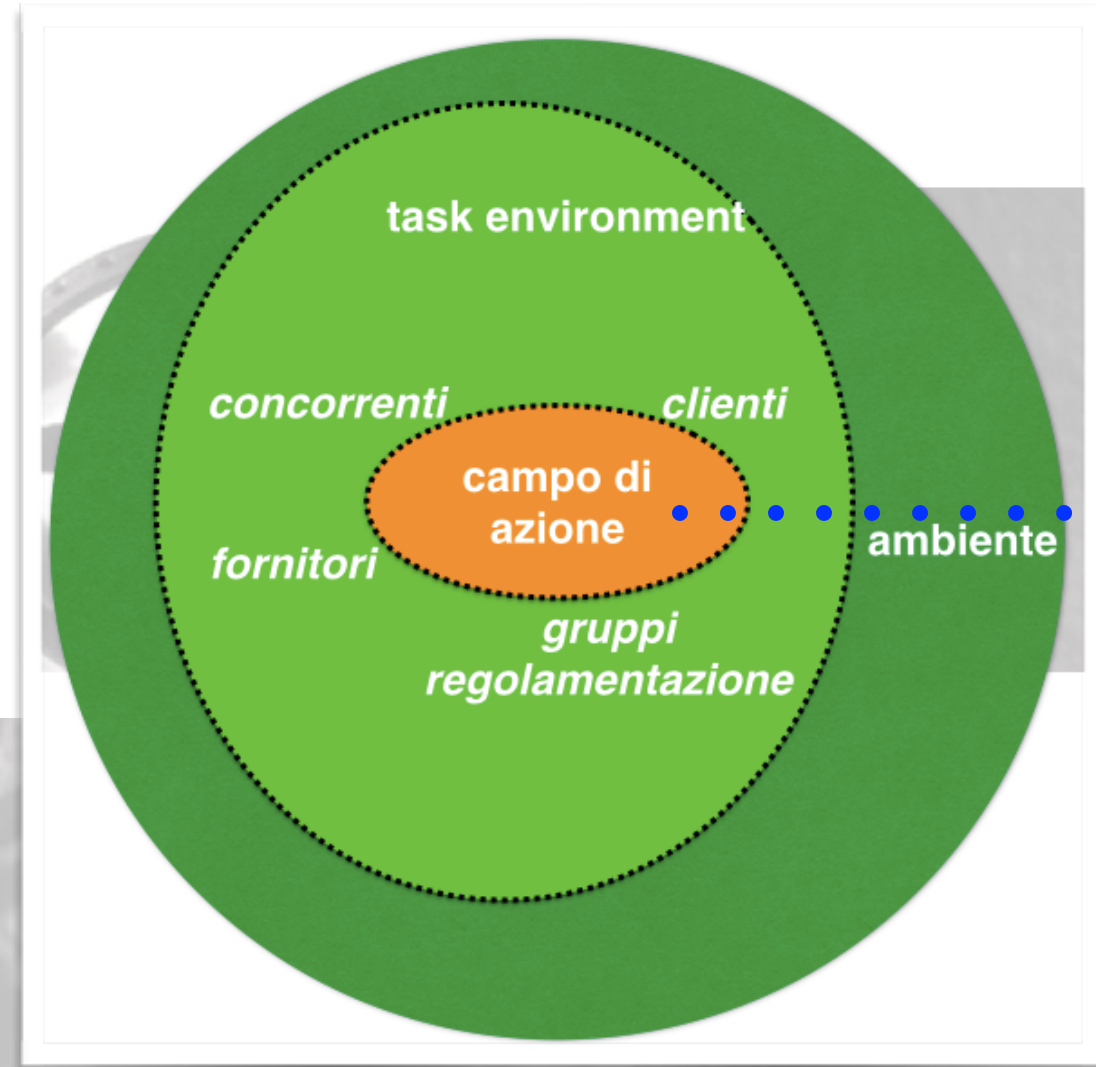 task environment
concorrenti
clienti
campo di
azione
ambiente
fornitori
gruppi
regolamentazione